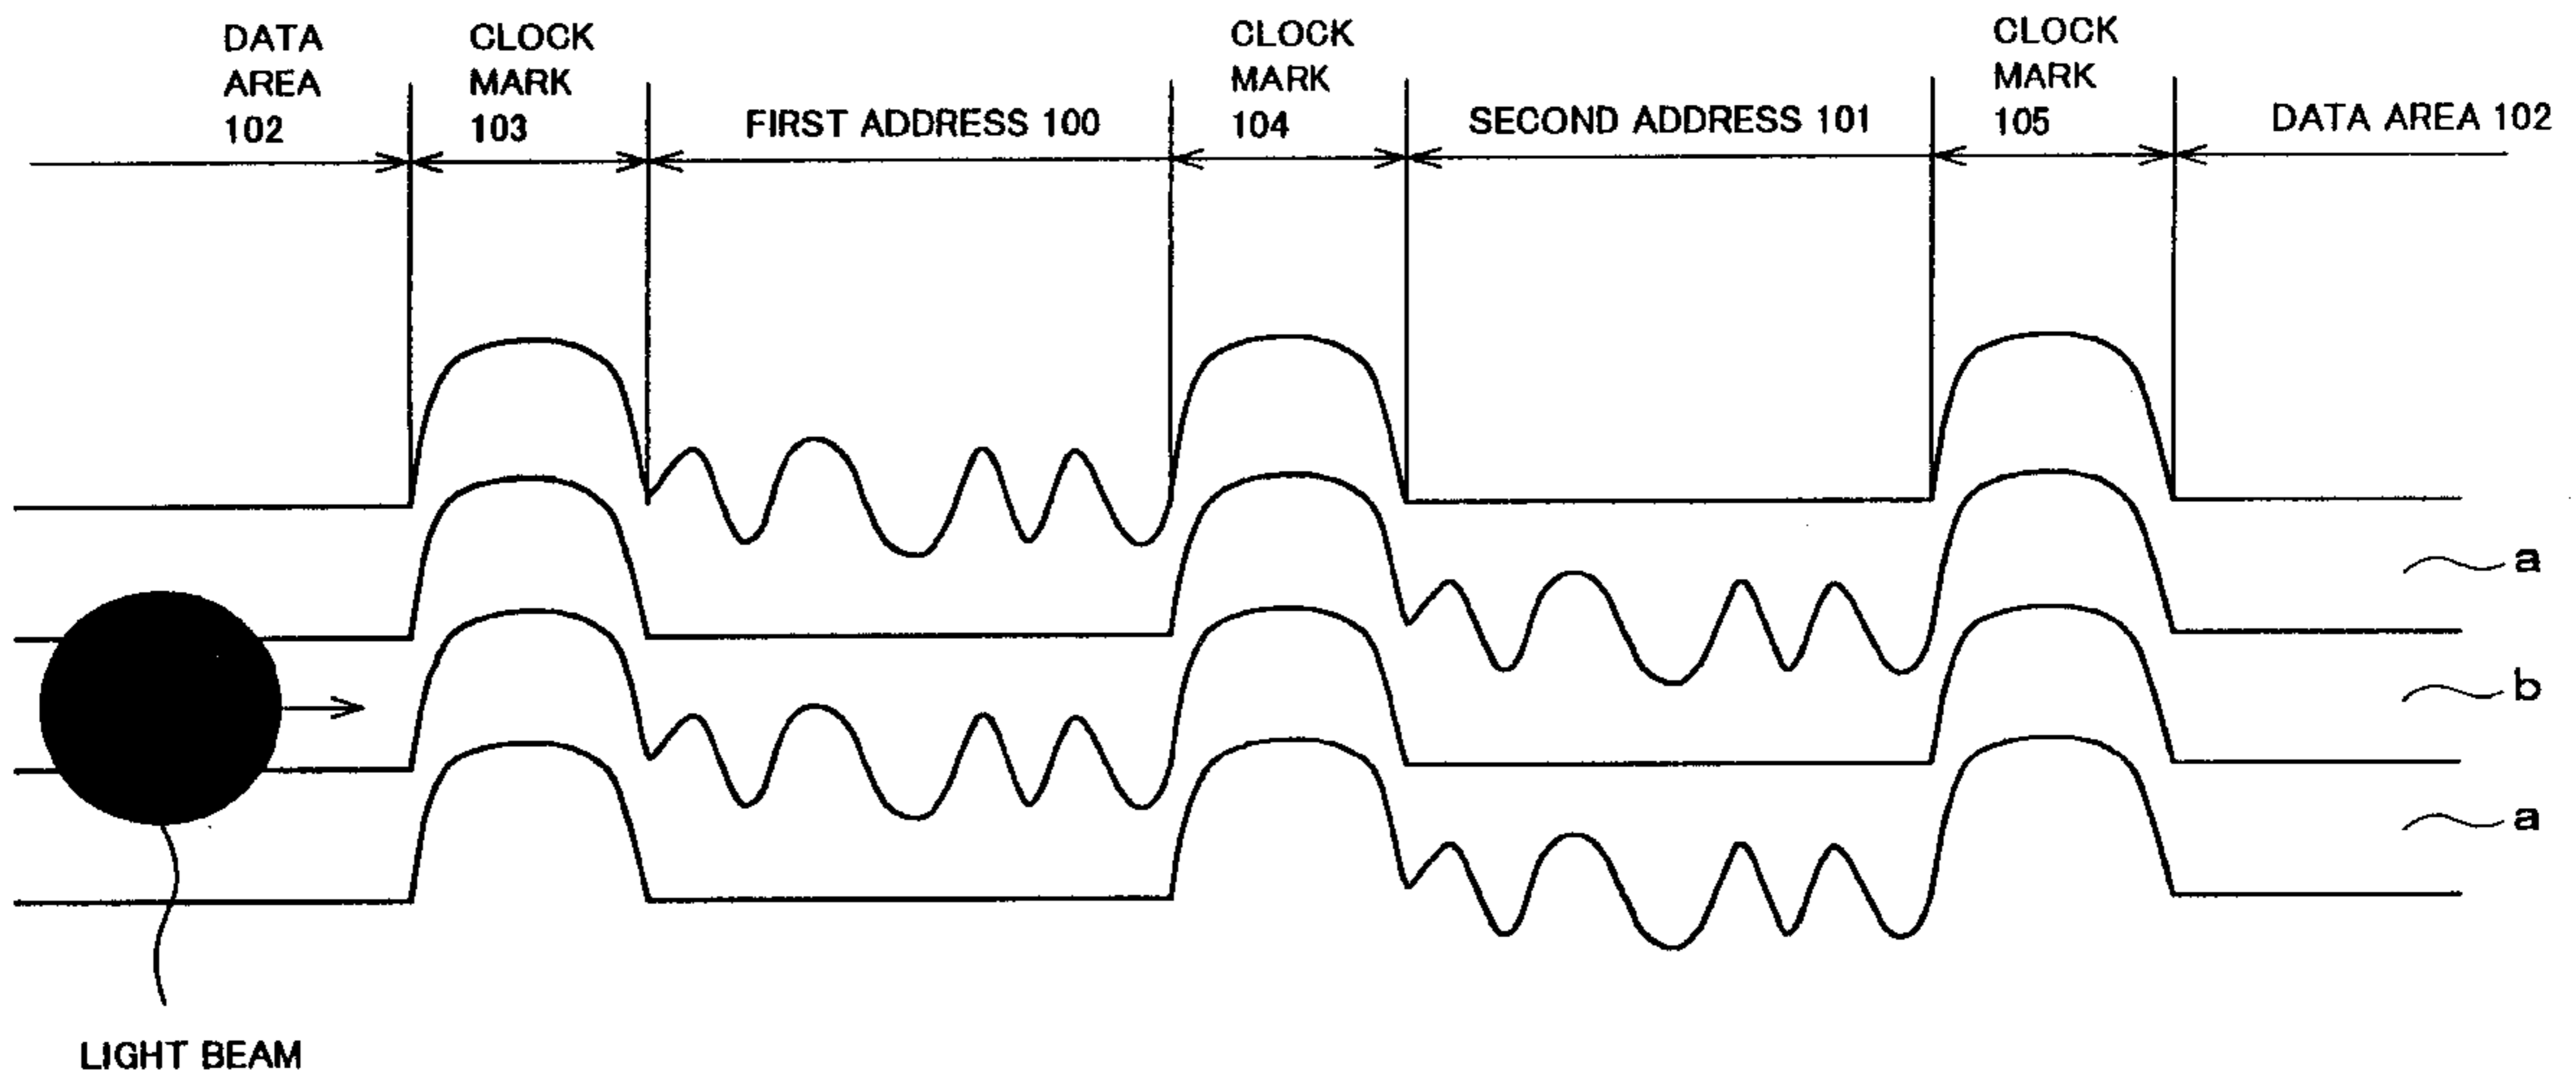 DATA
AREA
102
CLOCK
MARK
103
FIRST ADDRESS 100
CLOCK
MARK
104
SECOND ADDRESS 101
CLOCK
MARK
105
DATA AREA 102
a
b
a
LIGHT BEAM